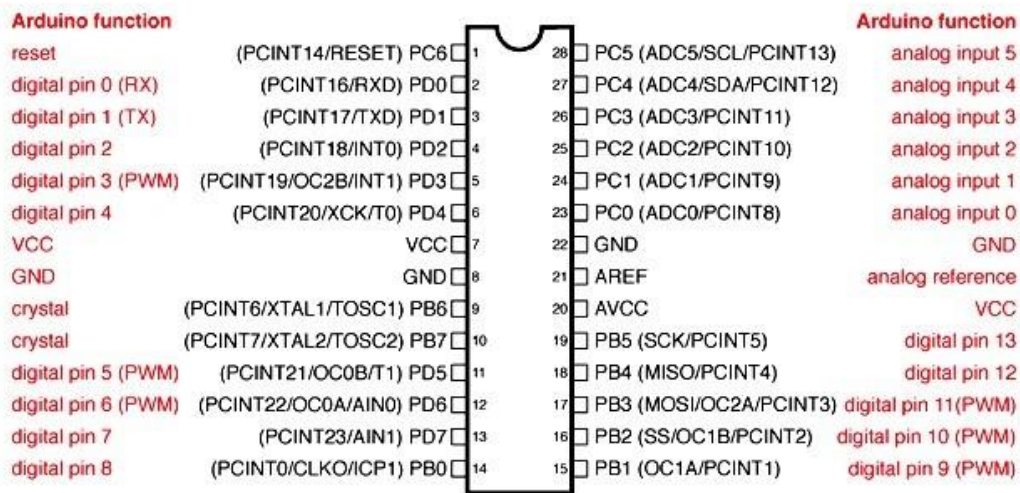 Arduino function Arduino function
reset (PCINT14/RESET) PC6 1 28 PC5 (ADC5/SCL/PCINT13) analog input 5
digital pin 0 (RX) (PCINT16/RXD) PD0 2 27 PC4 (ADC4/SDA/PCINT12) analog input 4
digital pin 1 (TX) (PCINT17/TXD) PD1 3 26 PC3 (ADC3/PCINT11) analog input 3
digital pin 2 (PCINT18/INT0) PD2 4 25 PC2 (ADC2/PCINT10) analog input 2
digital pin 3 (PWM) (PCINT19/OC2B/INT1) PD3 5 24 PC1 (ADC1/PCINT9) analog input 1
digital pin 4 (PCINT20/XCK/T0) PD4 6 23 PC0 (ADC0/PCINT8) analog input 0
VCC VCC 7 22 GND GND
GND GND 8 21 AREF analog reference
crystal (PCINT6/XTAL1/TOSC1) PB6 9 20 AVCC VCC
crystal (PCINT7/XTAL2/TOSC2) PB7 10 19 PB5 (SCK/PCINT5) digital pin 13
digital pin 5 (PWM) (PCINT21/OC0B/T1) PD5 11 18 PB4 (MISO/PCINT4) digital pin 12
digital pin 6 (PWM) (PCINT22/OC0A/AIN0) PD6 12 17 PB3 (MOSI/OC2A/PCINT3) digital pin 11(PWM)
digital pin 7 (PCINT23/AIN1) PD7 13 16 PB2 (SS/OC1B/PCINT2) digital pin 10 (PWM)
digital pin 8 (PCINT0/CLKO/ICP1) PB0 14 15 PB1 (OC1A/PCINT1) digital pin 9 (PWM)